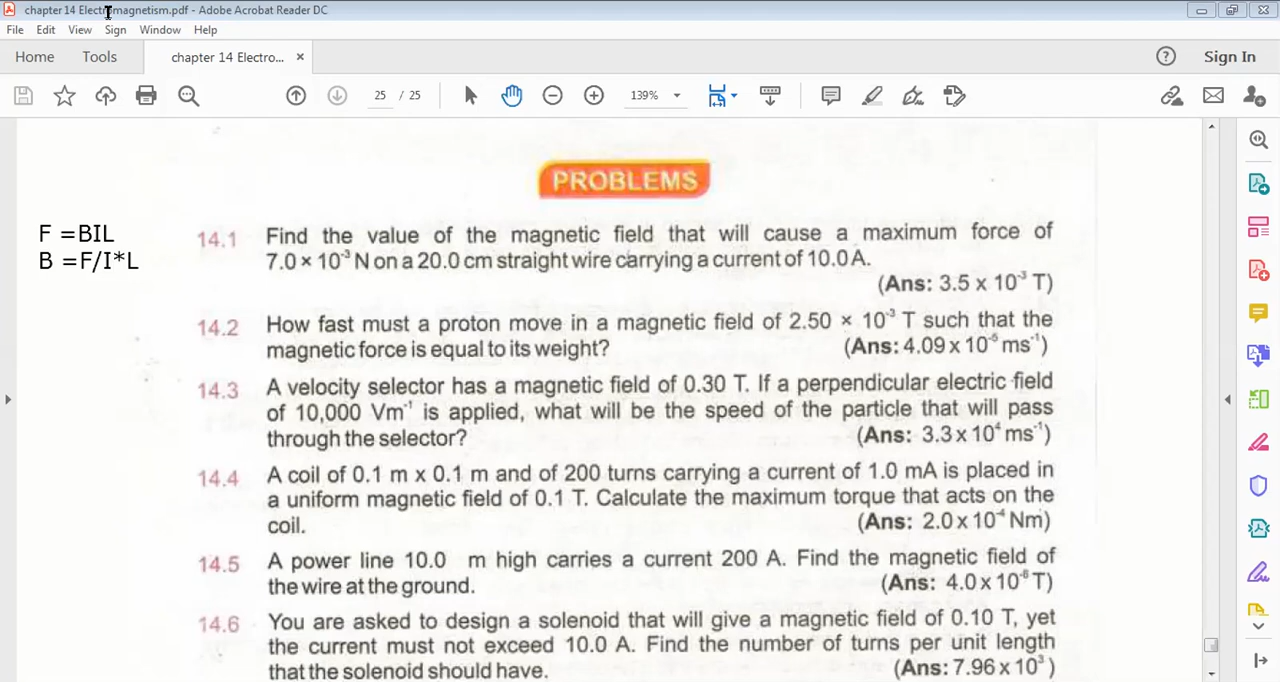 chapter 14 Electromagnetism.pdf - Adobe Acrobat Reader DC
File Edit View Sign Window Help
Home Tools chapter 14 Electro... × Sign In
25 / 25 139%
PROBLEMS
F =BIL
B =F/I*L
14.1 Find the value of the magnetic field that will cause a maximum force of
7.0 × 10⁻³ N on a 20.0 cm straight wire carrying a current of 10.0 A.
(Ans: 3.5 x 10⁻³ T)
14.2 How fast must a proton move in a magnetic field of 2.50 × 10⁻³ T such that the
magnetic force is equal to its weight? (Ans: 4.09 x 10⁻⁵ ms⁻¹)
14.3 A velocity selector has a magnetic field of 0.30 T. If a perpendicular electric field
of 10,000 Vm⁻¹ is applied, what will be the speed of the particle that will pass
through the selector? (Ans: 3.3 x 10⁴ ms⁻¹)
14.4 A coil of 0.1 m x 0.1 m and of 200 turns carrying a current of 1.0 mA is placed in
a uniform magnetic field of 0.1 T. Calculate the maximum torque that acts on the
coil. (Ans: 2.0 x 10⁻⁴ Nm)
14.5 A power line 10.0 m high carries a current 200 A. Find the magnetic field of
the wire at the ground. (Ans: 4.0 x 10⁻⁶ T)
14.6 You are asked to design a solenoid that will give a magnetic field of 0.10 T, yet
the current must not exceed 10.0 A. Find the number of turns per unit length
that the solenoid should have. (Ans: 7.96 x 10³ )